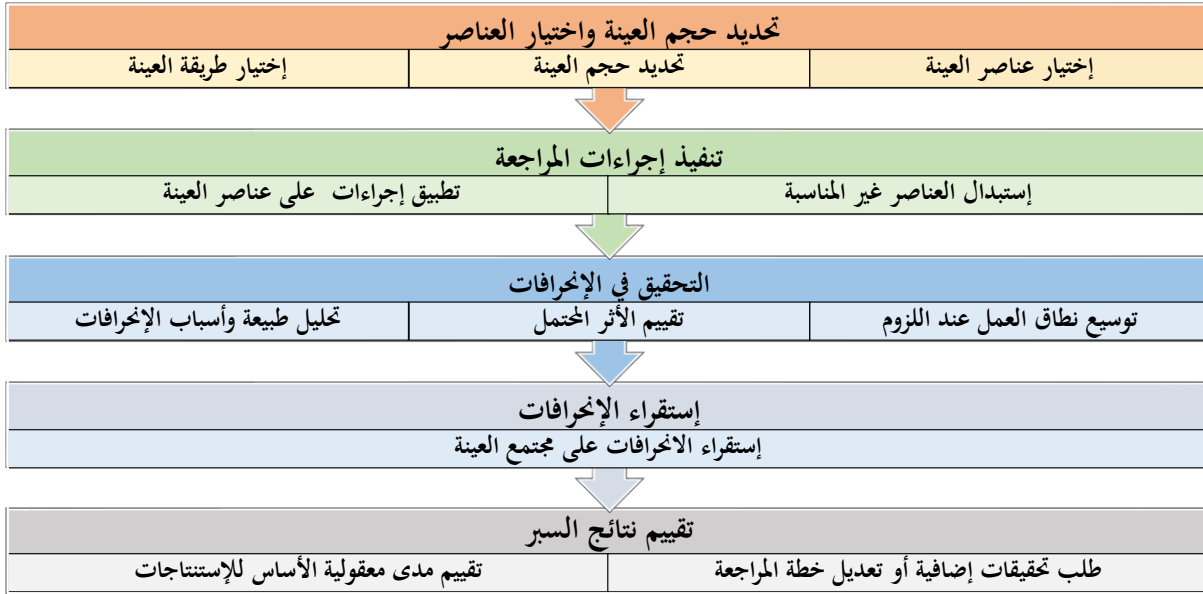 تحديد حجم العينة واختيار العناصر
إختيار عناصر العينة
تحديد حجم العينة
إختيار طريقة العينة
تنفيذ إجراءات المراجعة
إستبدال العناصر غير المناسبة
تطبيق إجراءات على عناصر العينة
التحقيق في الإنحرافات
توسيع نطاق العمل عند اللزوم
تقييم الأثر المحتمل
تحليل طبيعة وأسباب الإنحرافات
إستقراء الإنحرافات
إستقراء الانحرافات على مجتمع العينة
تقييم نتائج السبر
طلب تحقيقات إضافية أو تعديل خطة المراجعة
تقييم مدى معقولية الأساس للإستنتاجات